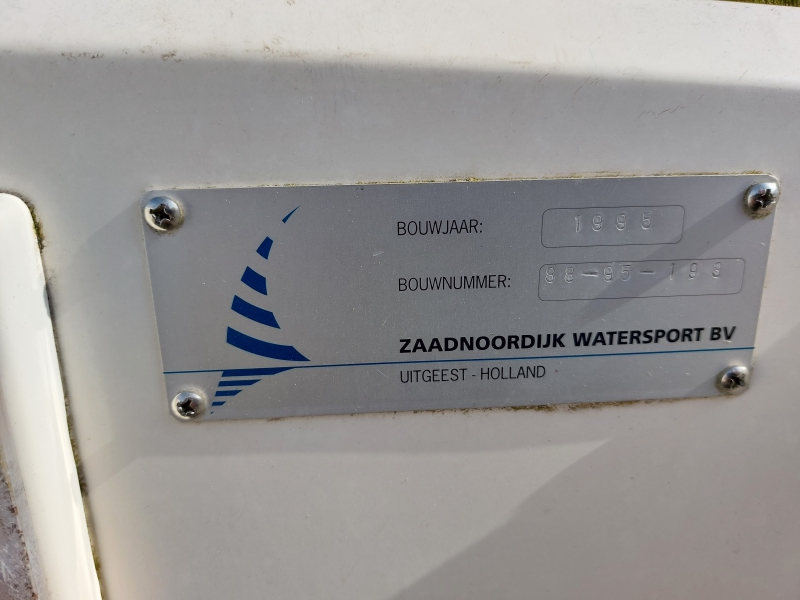 BOUWJAAR: 1995
BOUWNUMMER: 88-95-193
ZAADNOORDIJK WATERSPORT BV
UITGEEST - HOLLAND